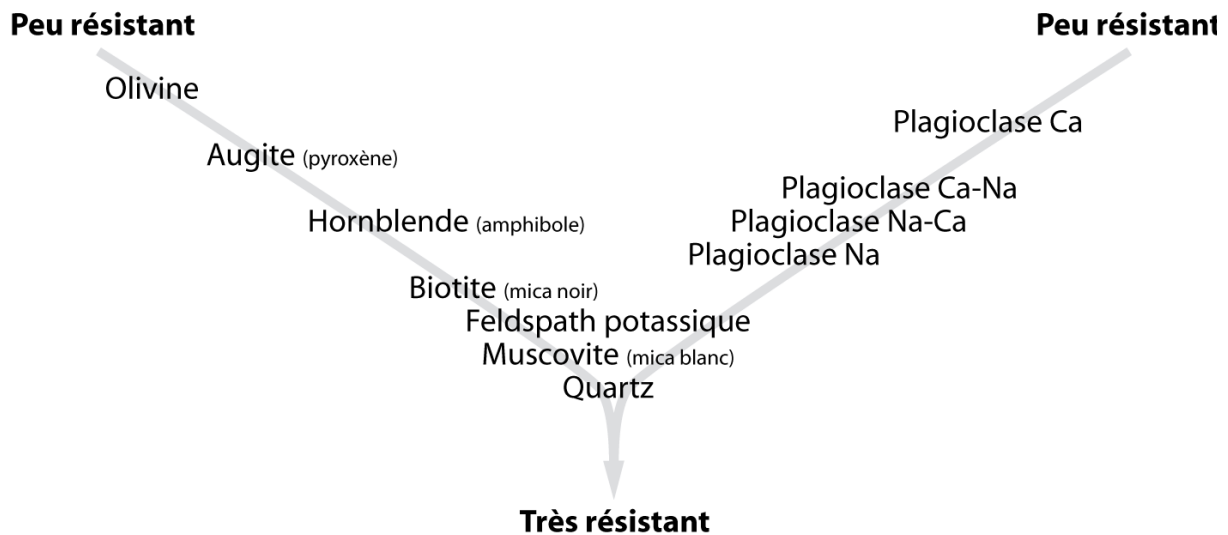 Peu résistant
Peu résistant
Olivine
Plagioclase Ca
Augite (pyroxène)
Plagioclase Ca-Na
Hornblende (amphibole)
Plagioclase Na-Ca
Plagioclase Na
Biotite (mica noir)
Feldspath potassique
Muscovite (mica blanc)
Quartz
Très résistant